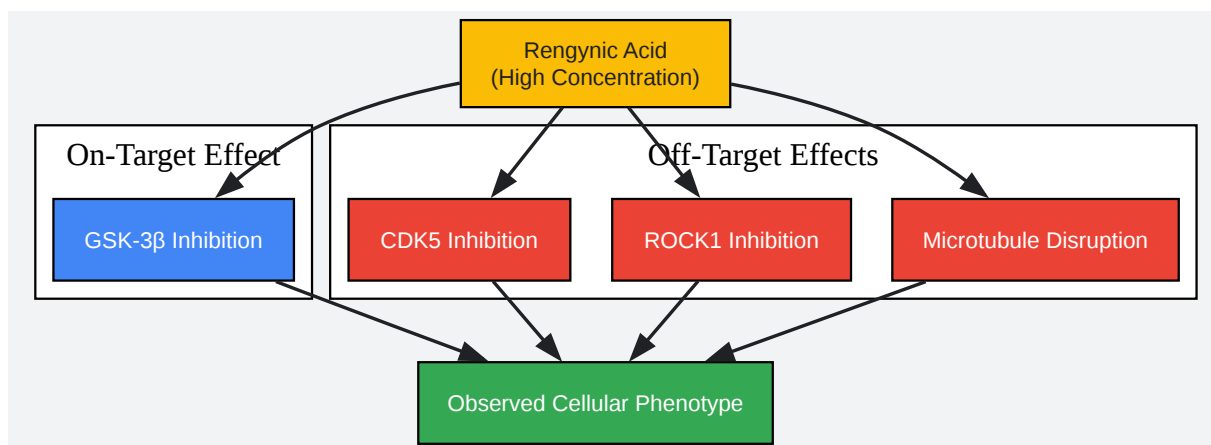 Rengynic Acid
(High Concentration)
On-Target Effect
Off-Target Effects
GSK-3β Inhibition
CDK5 Inhibition
ROCK1 Inhibition
Microtubule Disruption
Observed Cellular Phenotype